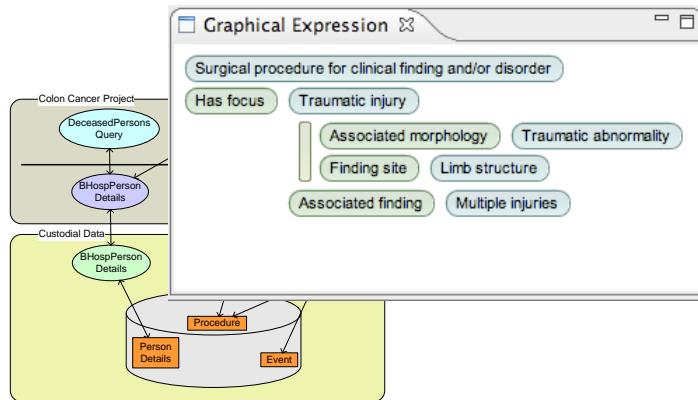 Graphical Expression
Surgical procedure for clinical finding and/or disorder
Has focus Traumatic injury
Associated morphology Traumatic abnormality
Finding site Limb structure
Associated finding Multiple injuries
Colon Cancer Project
DeceasedPersons
Query
BHospPerson
Details
Custodial Data
BHospPerson
Details
Procedure
Person
Details
Event